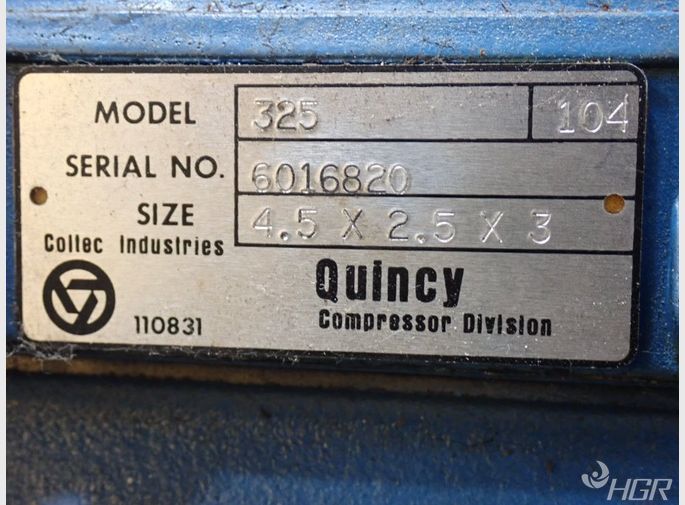 MODEL 325 104
SERIAL NO. 6016820
SIZE 4.5 X 2.5 X 3
Coltec Industries
Quincy
110831
Compressor Division
HGR